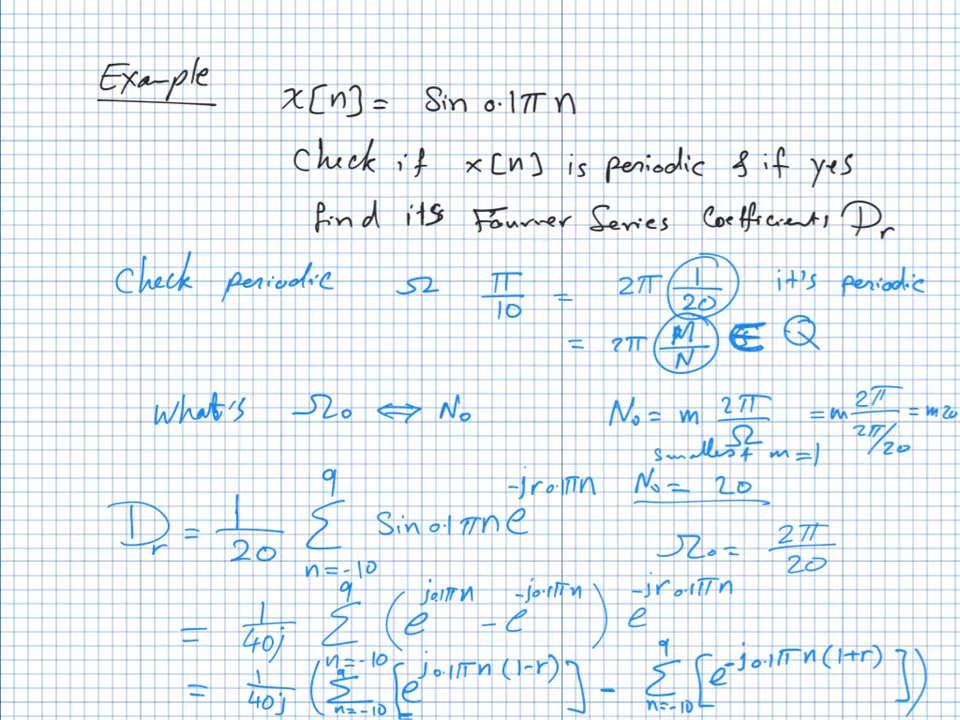 Example x[n] = Sin 0.1πn
Check if x[n] is periodic & if yes
find its Fourier Series Coefficients Dr
Check periodic Ω π/10 = 2π (1/20) it's periodic
= 2π (M/N) ∈ Q
What's Ω₀ ⇔ N₀ N₀ = m 2π/Ω = m 2π/(2π/20) = m20
smallest m = 1
N₀ = 20
Dr = 1/20 Σ_{n=-10}^{9} Sin 0.1πn e^{-jr0.1πn}
Ω₀ = 2π/20
= 1/40j Σ_{n=-10}^{9} (e^{j0.1πn} - e^{-j0.1πn}) e^{-jr0.1πn}
= 1/40j (Σ_{n=-10}^{9} [e^{j0.1πn(1-r)}] - Σ_{n=-10}^{9} [e^{-j0.1πn(1+r)}])